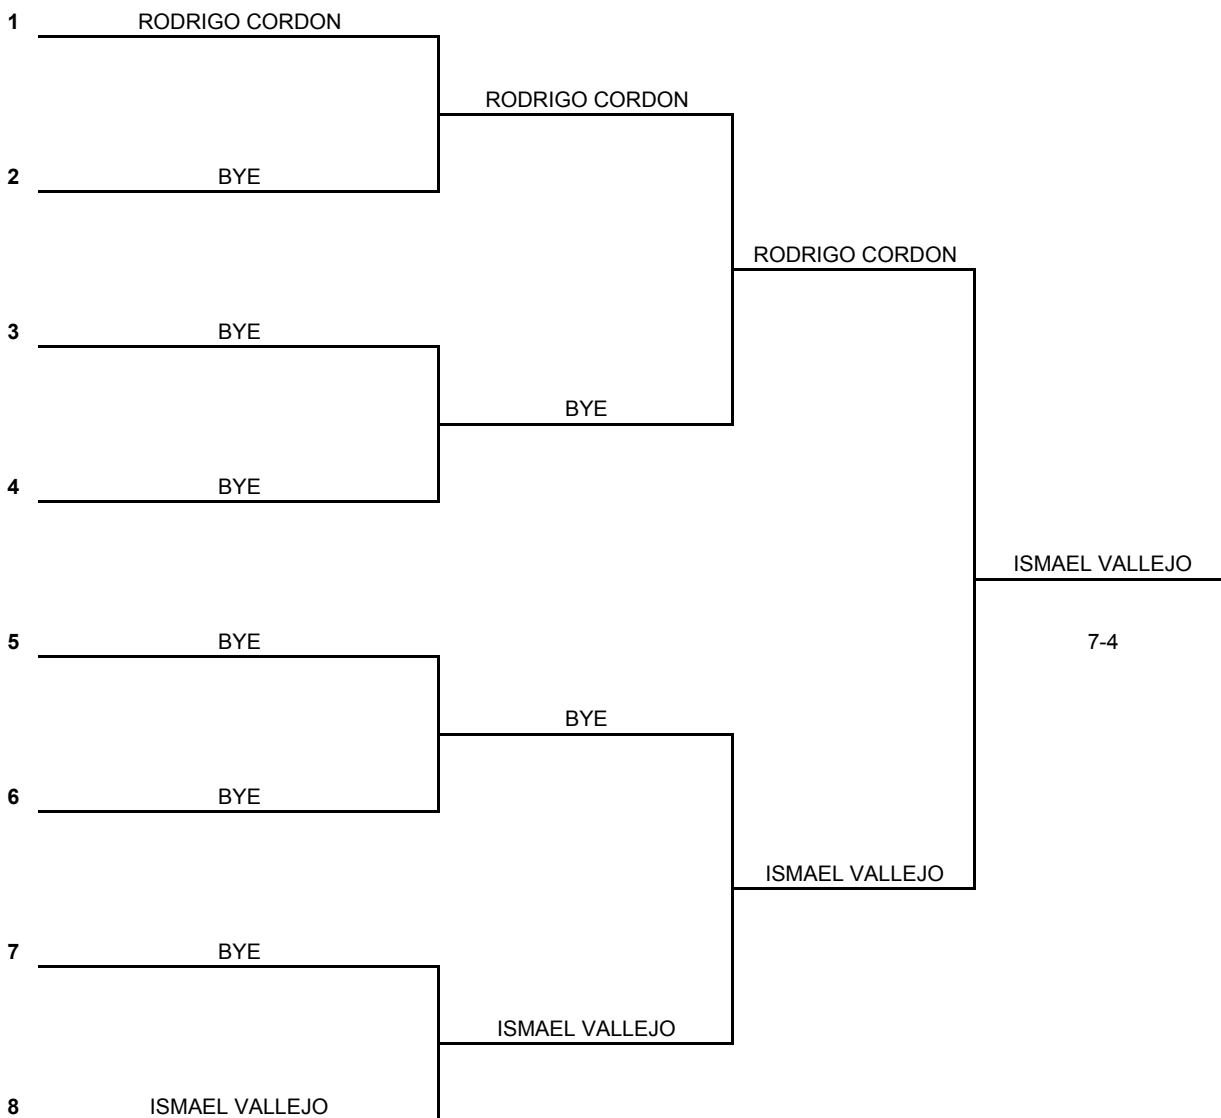 1 RODRIGO CORDON
RODRIGO CORDON
2 BYE
RODRIGO CORDON
3 BYE
BYE
4 BYE
ISMAEL VALLEJO
5 BYE
7-4
BYE
6 BYE
ISMAEL VALLEJO
7 BYE
ISMAEL VALLEJO
8 ISMAEL VALLEJO